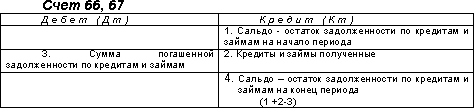 Счет 66, 67
Дебет (Дт) Кредит (Кт)
1. Сальдо - остаток задолженности по кредитам и
займам на начало периода
3. Сумма погашенной
задолженности по кредитам и займам
2. Кредиты и займы полученные
4. Сальдо – остаток задолженности по кредитам и
займам на конец периода
(1 +2-3)